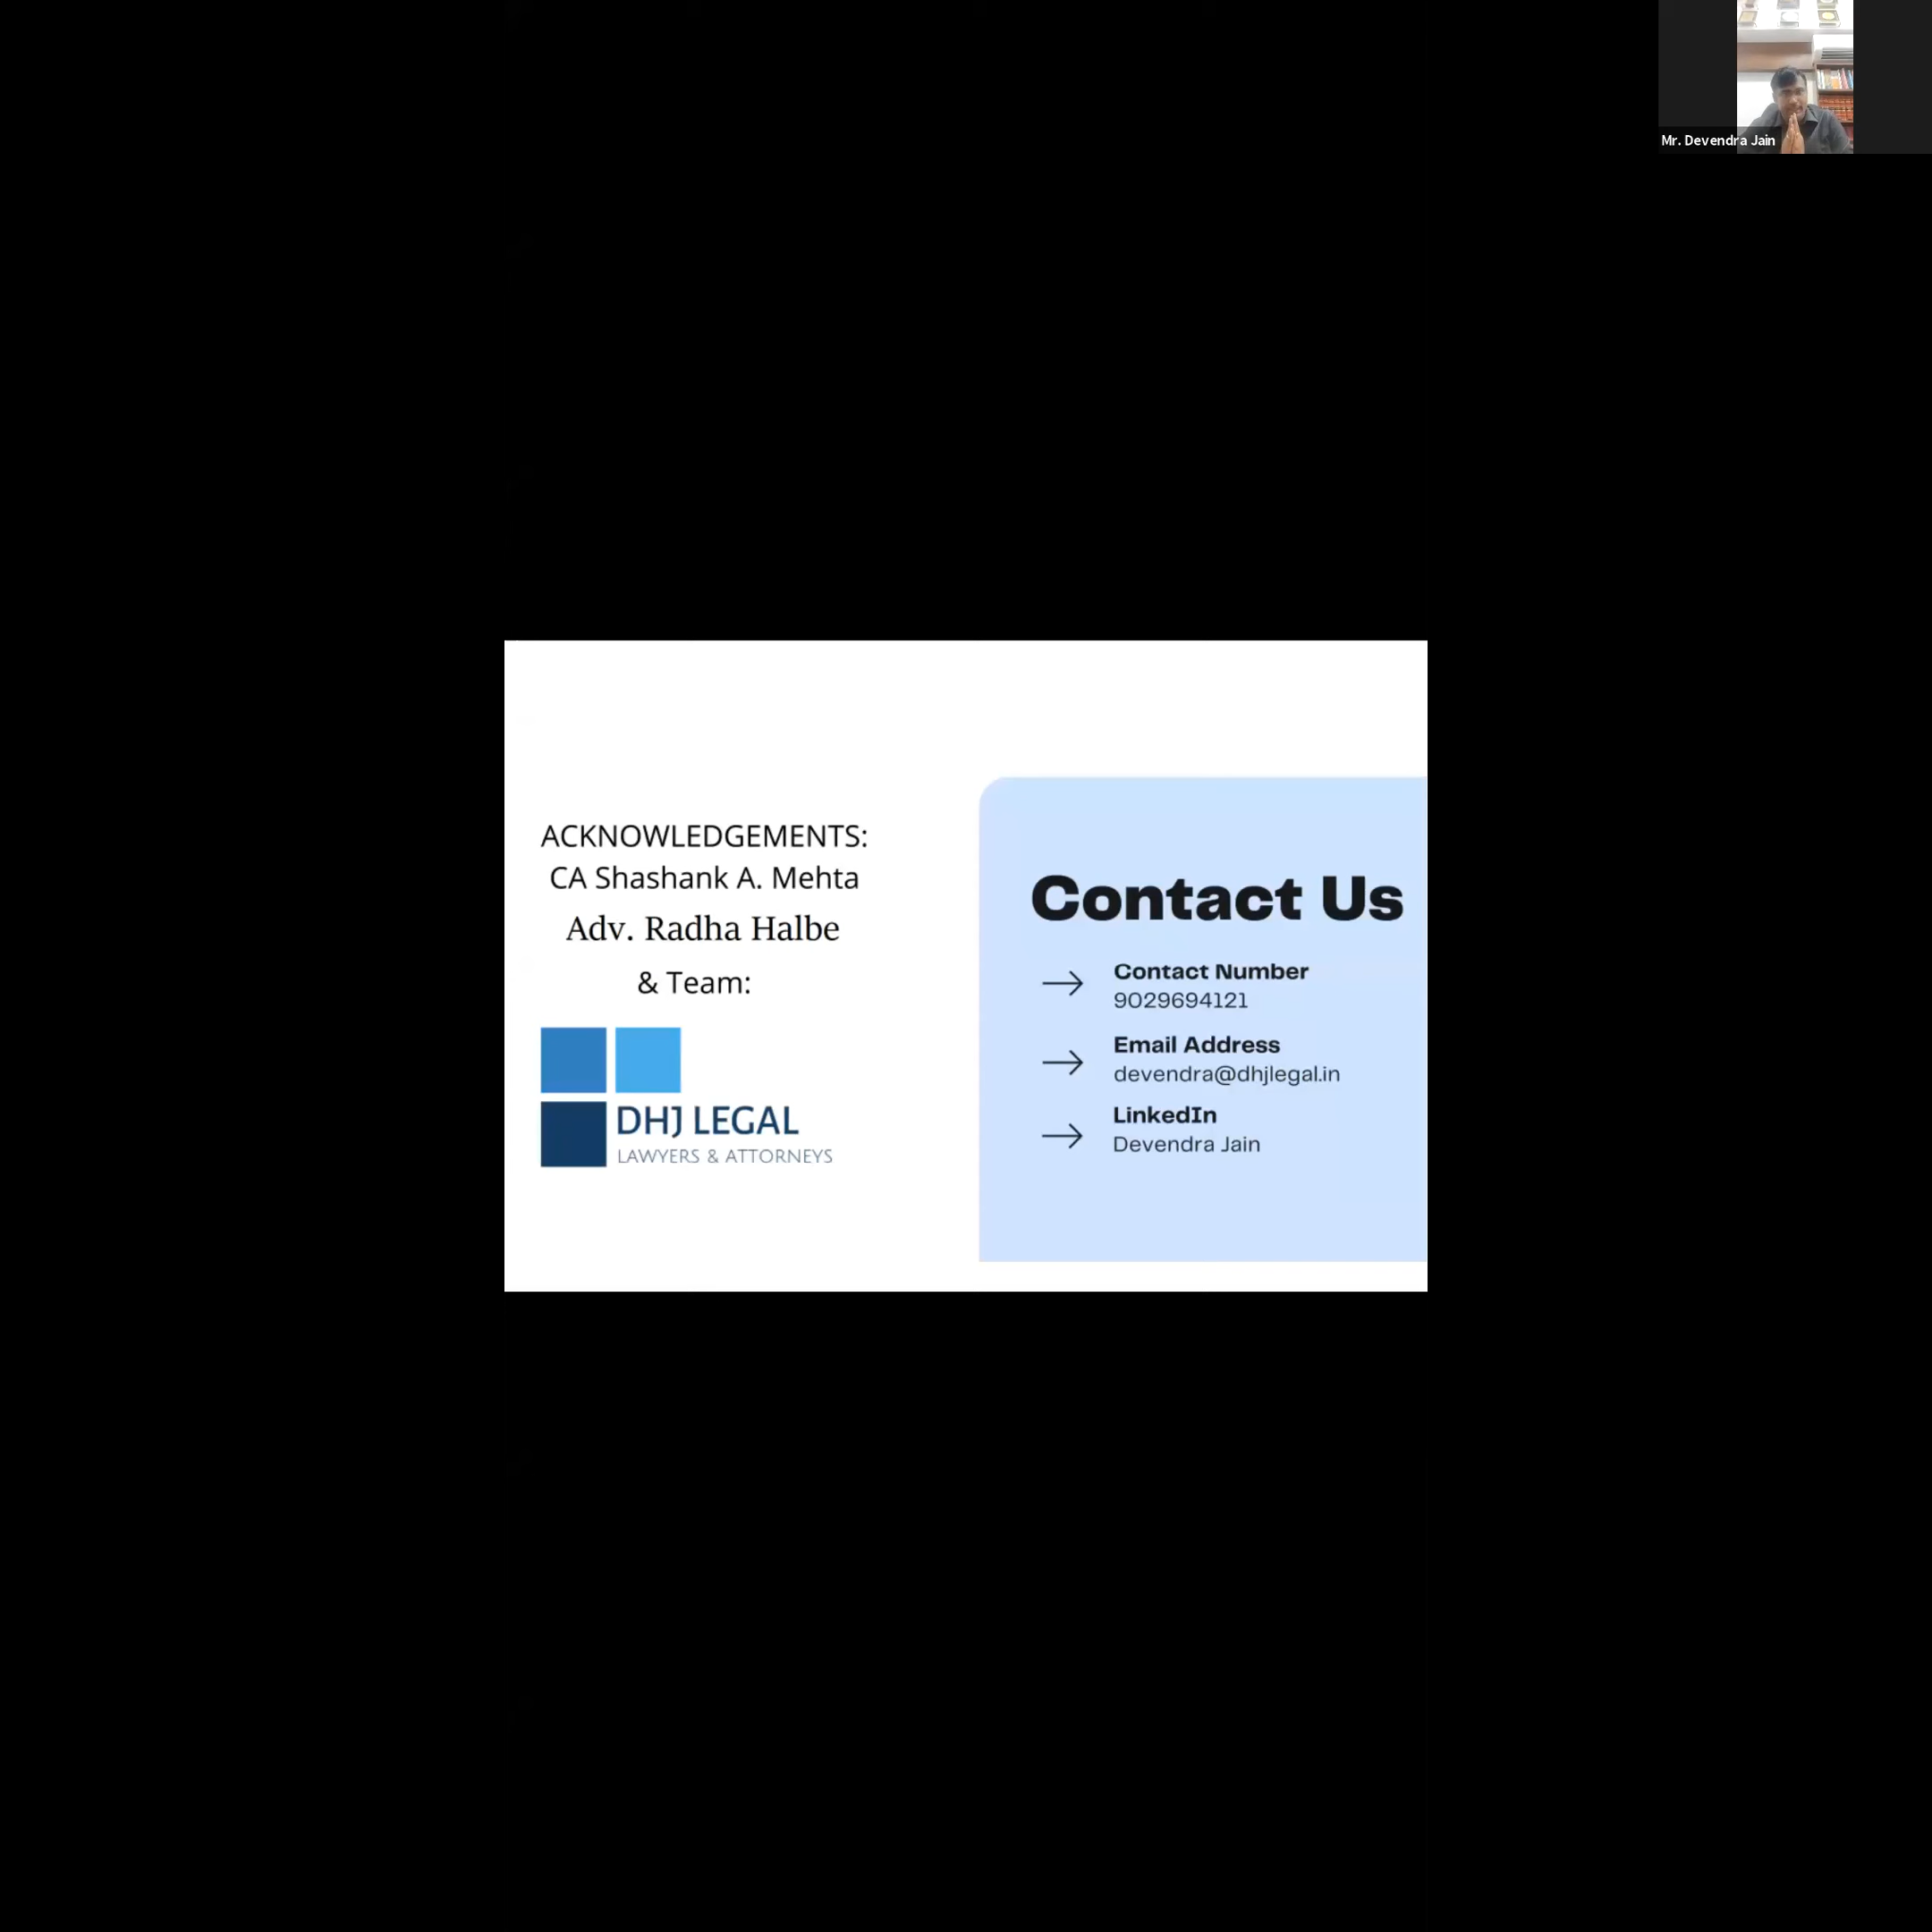 Mr. Devendra Jain
ACKNOWLEDGEMENTS:
CA Shashank A. Mehta
Adv. Radha Halbe
& Team:
DHJ LEGAL
LAWYERS & ATTORNEYS
Contact Us
Contact Number
9029694121
Email Address
devendra@dhjlegal.in
LinkedIn
Devendra Jain